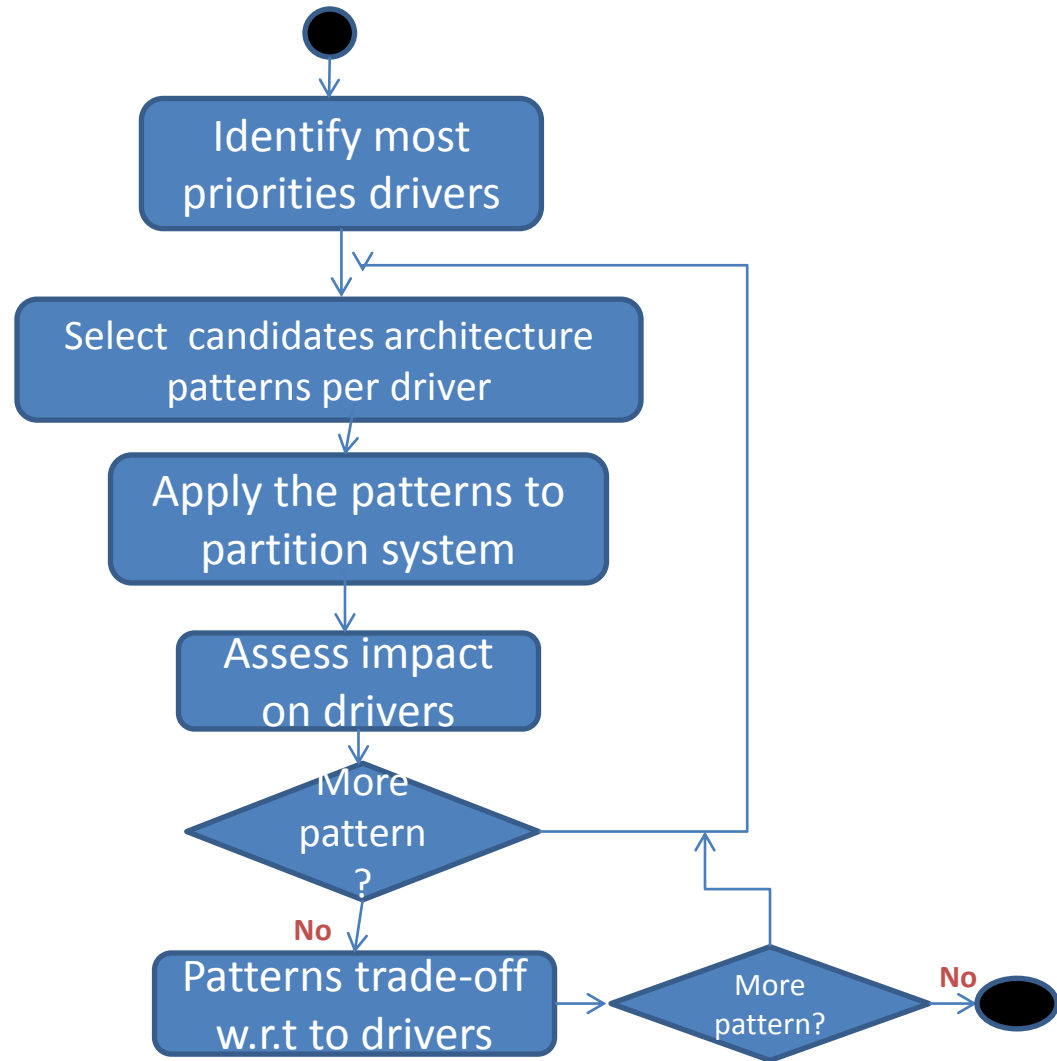 Identify most
priorities drivers
Select candidates architecture
patterns per driver
Apply the patterns to
partition system
Assess impact
on drivers
More
pattern
?
No
Patterns trade-off
w.r.t to drivers
More
pattern?
No